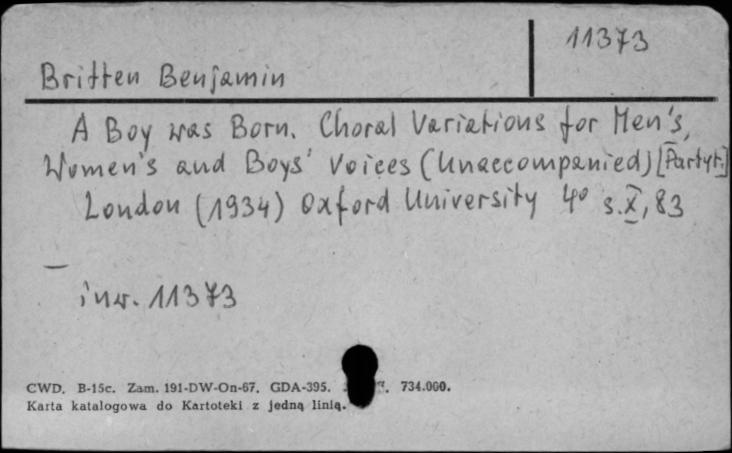 11373
Britten Benjamin
A Boy was Born. Choral Variations for Men's,
Women's and Boys' Voices (Unaccompanied) [Partyt.]
London (1934) Oxford University 4° s. X, 83
inw. 11373
CWD. B-15c. Zam. 191-DW-On-67. GDA-395. 734.000.
Karta katalogowa do Kartoteki z jedną linią.